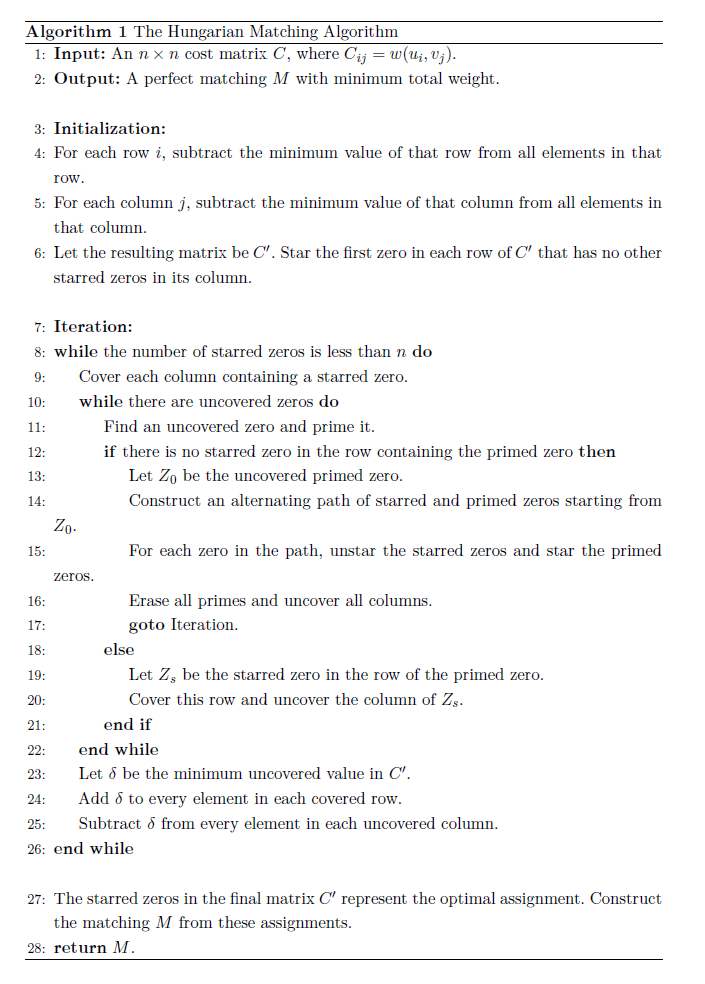 Algorithm 1 The Hungarian Matching Algorithm
1: Input: An n × n cost matrix C, where C_{ij} = w(u_i, v_j).
2: Output: A perfect matching M with minimum total weight.
3: Initialization:
4: For each row i, subtract the minimum value of that row from all elements in that
row.
5: For each column j, subtract the minimum value of that column from all elements in
that column.
6: Let the resulting matrix be C′. Star the first zero in each row of C′ that has no other
starred zeros in its column.
7: Iteration:
8: while the number of starred zeros is less than n do
9: Cover each column containing a starred zero.
10: while there are uncovered zeros do
11: Find an uncovered zero and prime it.
12: if there is no starred zero in the row containing the primed zero then
13: Let Z_0 be the uncovered primed zero.
14: Construct an alternating path of starred and primed zeros starting from
Z_0.
15: For each zero in the path, unstar the starred zeros and star the primed
zeros.
16: Erase all primes and uncover all columns.
17: goto Iteration.
18: else
19: Let Z_s be the starred zero in the row of the primed zero.
20: Cover this row and uncover the column of Z_s.
21: end if
22: end while
23: Let δ be the minimum uncovered value in C′.
24: Add δ to every element in each covered row.
25: Subtract δ from every element in each uncovered column.
26: end while
27: The starred zeros in the final matrix C′ represent the optimal assignment. Construct
the matching M from these assignments.
28: return M.